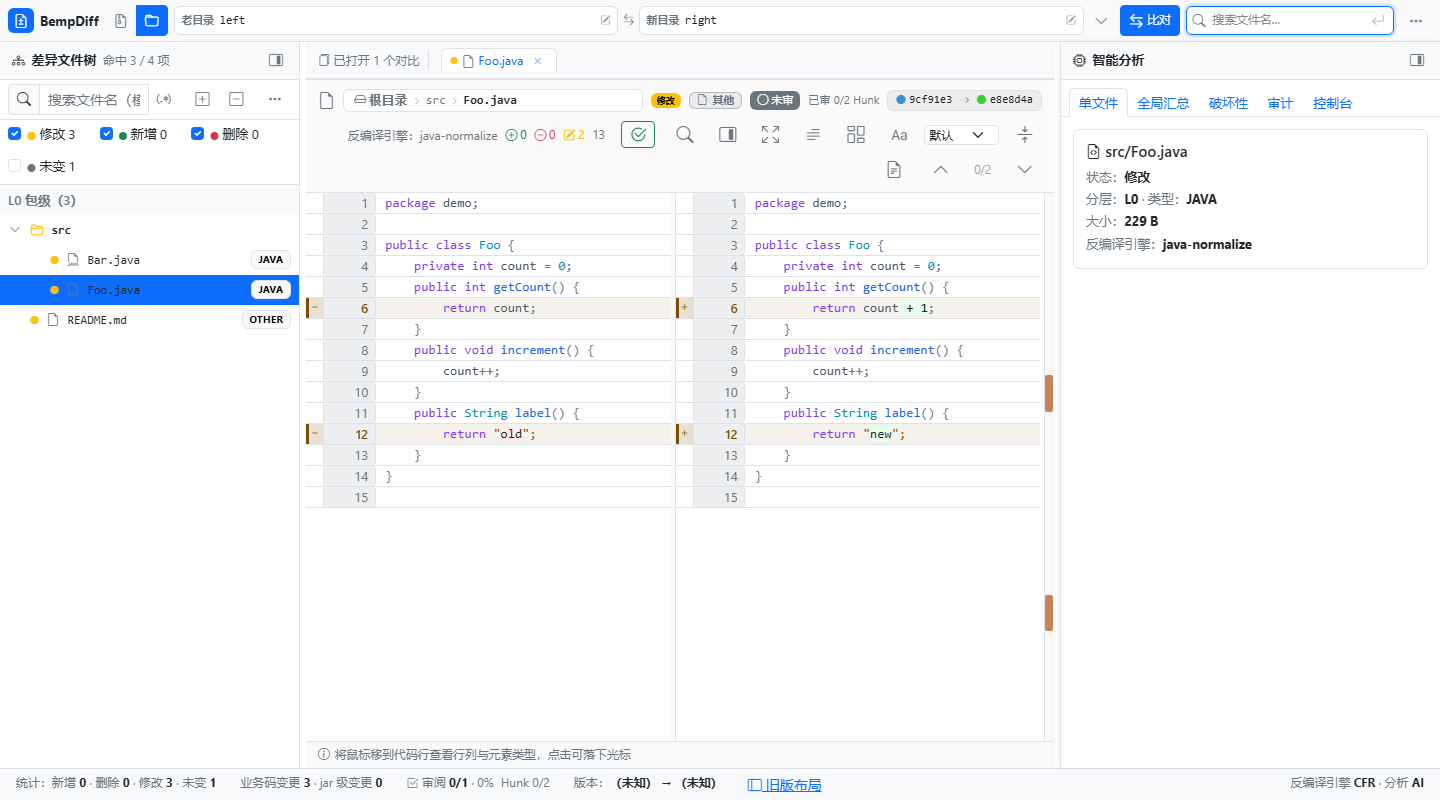 BempDiff
老目录 left
新目录 right
比对
搜索文件名...
差异文件树 命中 3 / 4 项
搜索文件名
(.*)
修改 3
新增 0
删除 0
未变 1
L0 包级（3）
src
Bar.java JAVA
Foo.java JAVA
README.md OTHER
已打开 1 个对比
Foo.java
根目录 src Foo.java
修改
其他
未审
已审 0/2 Hunk
9cf91e3 → e8e8d4a
反编译引擎: java-normalize
0 0 2 13
Aa
默认
0/2
1 package demo;
2
3 public class Foo {
4 private int count = 0;
5 public int getCount() {
− 6 return count;
7 }
8 public void increment() {
9 count++;
10 }
11 public String label() {
− 12 return "old";
13 }
14 }
15
1 package demo;
2
3 public class Foo {
4 private int count = 0;
5 public int getCount() {
+ 6 return count + 1;
7 }
8 public void increment() {
9 count++;
10 }
11 public String label() {
+ 12 return "new";
13 }
14 }
15
将鼠标移到代码行查看行列与元素类型，点击可落下光标
智能分析
单文件
全局汇总
破坏性
审计
控制台
src/Foo.java
状态: 修改
分层: L0 · 类型: JAVA
大小: 229 B
反编译引擎: java-normalize
统计: 新增 0 · 删除 0 · 修改 3 · 未变 1
业务码变更 3 · jar 级变更 0
审阅 0/1 · 0% Hunk 0/2
版本: (未知) → (未知)
旧版布局
反编译引擎 CFR · 分析 AI